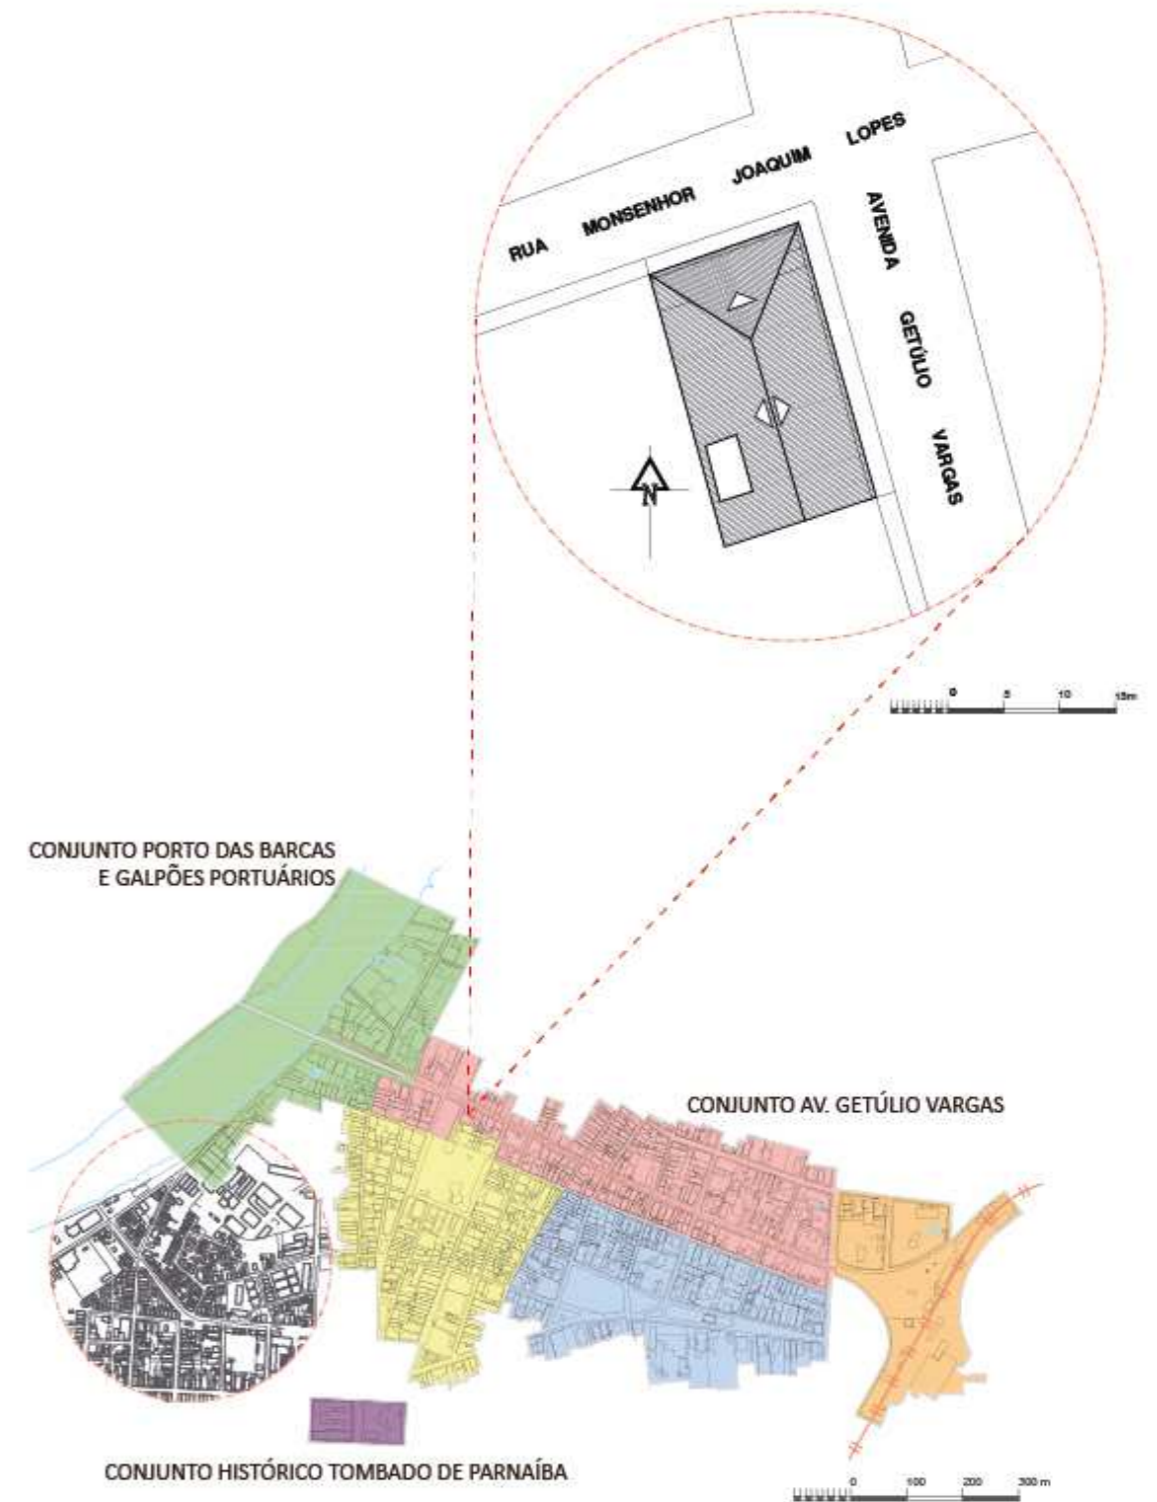 RUA MONSENHOR JOAQUIM LOPES
AVENIDA GETÚLIO VARGAS
N
0 5 10 15m
CONJUNTO PORTO DAS BARCAS
E GALPÕES PORTUÁRIOS
CONJUNTO AV. GETÚLIO VARGAS
CONJUNTO HISTÓRICO TOMBADO DE PARNAÍBA
0 100 200 300 m